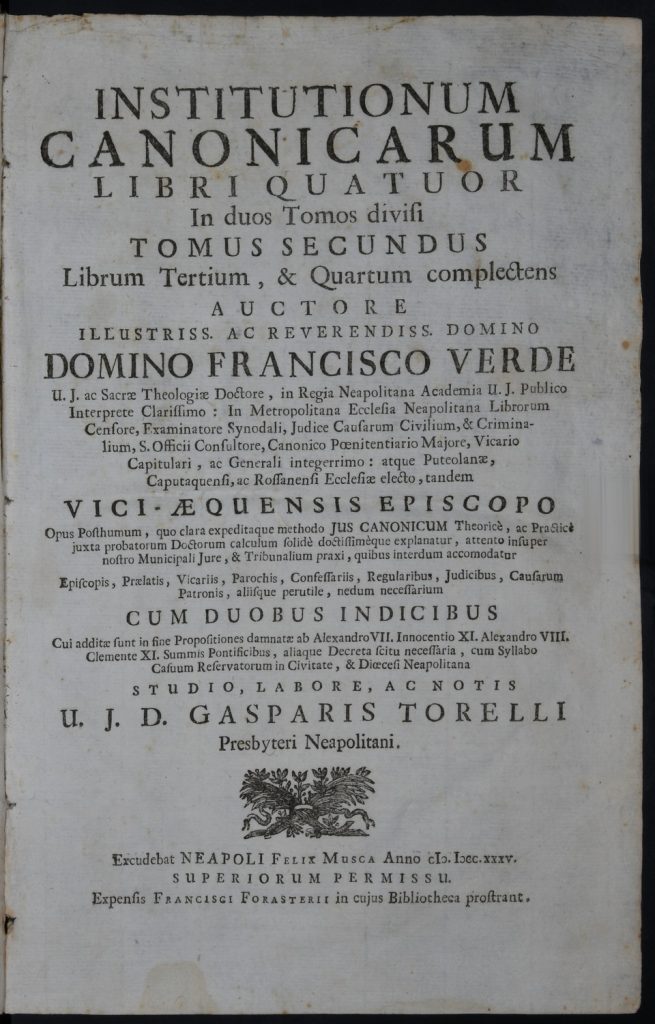 INSTITUTIONUM
CANONICARUM
LIBRI QUATUOR
In duos Tomos divisi
TOMUS SECUNDUS
Librum Tertium, & Quartum complectens
AUCTORE
ILLUSTRISS. AC REVERENDISS. DOMINO
DOMINO FRANCISCO VERDE
U. J. ac Sacræ Theologiæ Doctore, in Regia Neapolitana Academia U. J. Publico
Interprete Clarissimo: In Metropolitana Ecclesia Neapolitana Librorum
Censore, Examinatore Synodali, Judice Causarum Civilium, & Crimina-
lium, S. Officii Consultore, Canonico Pœnitentiario Majore, Vicario
Capitulari, ac Generali integerrimo: atque Puteolanæ,
Caputaquensi, ac Rossanensi Ecclesiæ electo, tandem
VICI-ÆQUENSIS EPISCOPO
Opus Posthumum, quo clara expeditaque methodo JUS CANONICUM Theoricè, ac Practicè
juxta probatorum Doctorum calculum solidè doctissimèque explanatur, attento insuper
nostro Municipali Jure, & Tribunalium praxi, quibus interdum accomodatur
Episcopis, Prælatis, Vicariis, Parochis, Confessariis, Regularibus, Judicibus, Causarum
Patronis, aliisque perutile, nedum necessarium
CUM DUOBUS INDICIBUS
Cui additæ sunt in fine Propositiones damnatæ ab Alexandro VII. Innocentio XI. Alexandro VIII.
Clemente XI. Summis Pontificibus, aliaque Decreta scitu necessaria, cum Syllabo
Casuum Reservatorum in Civitate, & Diœcesi Neapolitana
STUDIO, LABORE, AC NOTIS
U. J. D. GASPARIS TORELLI
Presbyteri Neapolitani.
Excudebat NEAPOLI FELIX MUSCA Anno cIↄ. Iↄcc.xxxv.
SUPERIORUM PERMISSU.
Expensis FRANCISCI FORASTERII in cujus Bibliotheca prostrant.